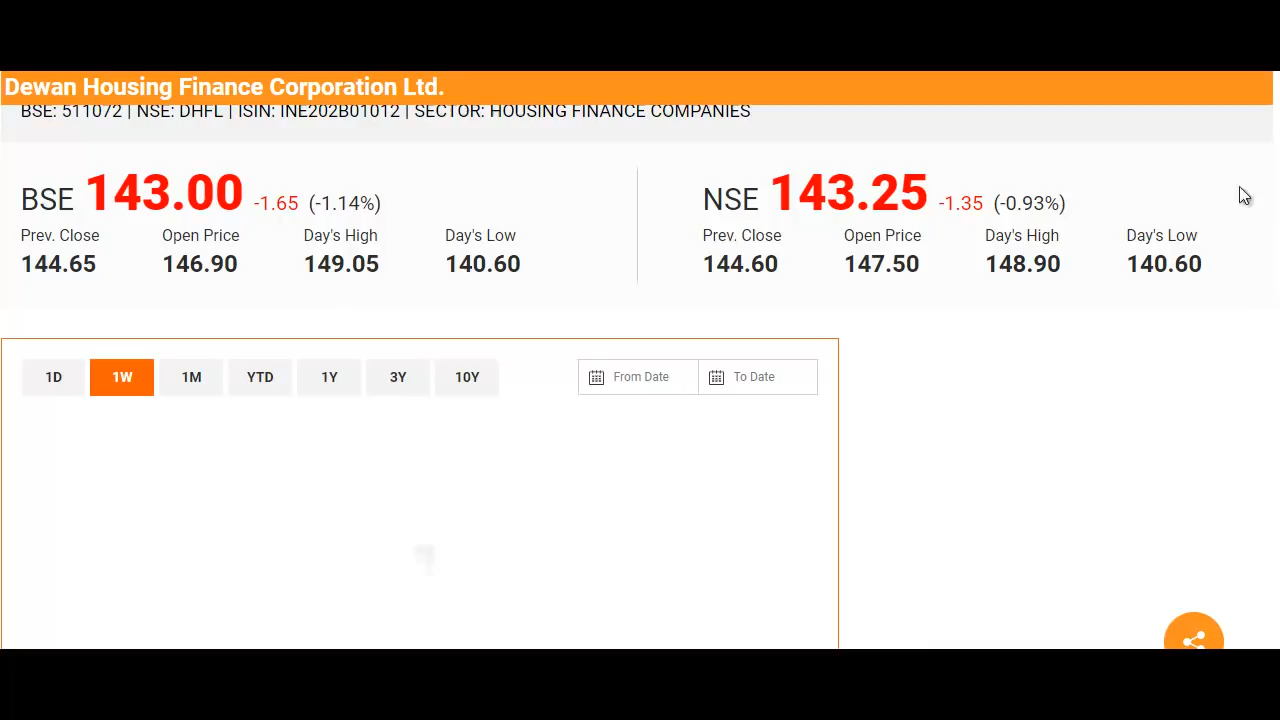 Dewan Housing Finance Corporation Ltd.
BSE: 511072 | NSE: DHFL | ISIN: INE202B01012 | SECTOR: HOUSING FINANCE COMPANIES
BSE 143.00 -1.65 (-1.14%)
Prev. Close Open Price Day's High Day's Low
144.65 146.90 149.05 140.60
NSE 143.25 -1.35 (-0.93%)
Prev. Close Open Price Day's High Day's Low
144.60 147.50 148.90 140.60
1D 1W 1M YTD 1Y 3Y 10Y From Date To Date